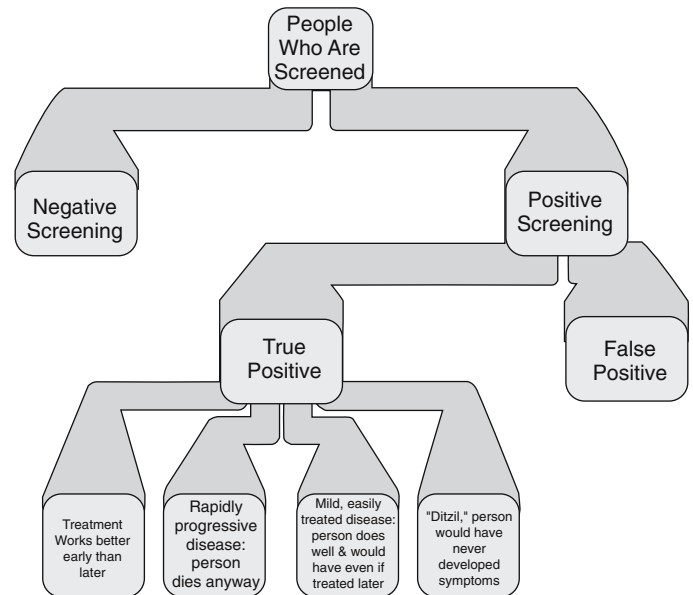 People
Who Are
Screened
Negative
Screening
Positive
Screening
True
Positive
False
Positive
Treatment
Works better
early than
later
Rapidly
progressive
disease:
person
dies anyway
Mild, easily
treated disease:
person does
well & would
have even if
treated later
"Ditzil," person
would have
never
developed
symptoms